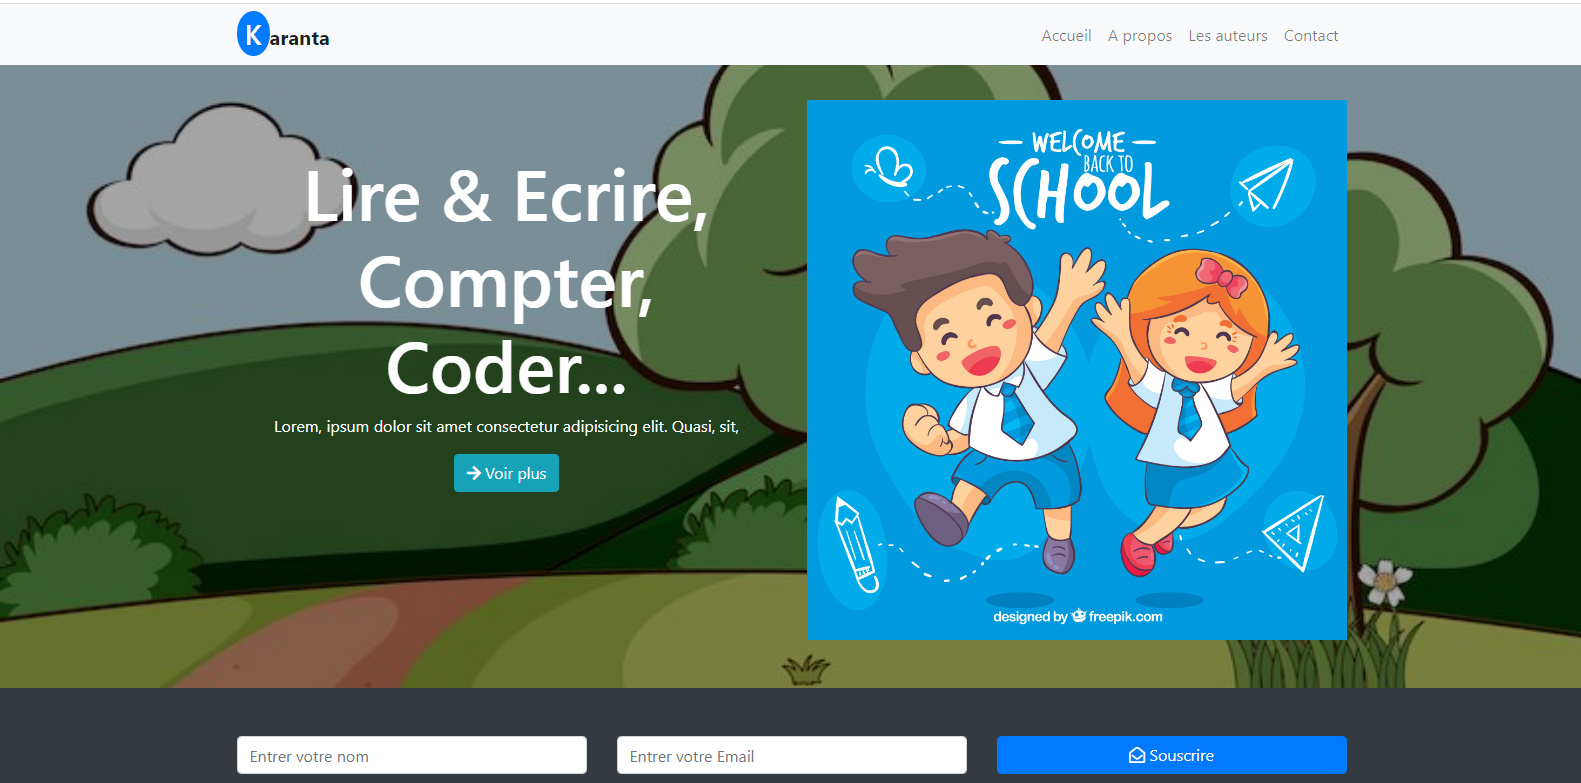 Karanta
Accueil A propos Les auteurs Contact
Lire & Ecrire,
Compter,
Coder...
Lorem, ipsum dolor sit amet consectetur adipisicing elit. Quasi, sit,
Voir plus
WELCOME
BACK TO
SCHOOL
designed by freepik.com
Entrer votre nom
Entrer votre Email
Souscrire